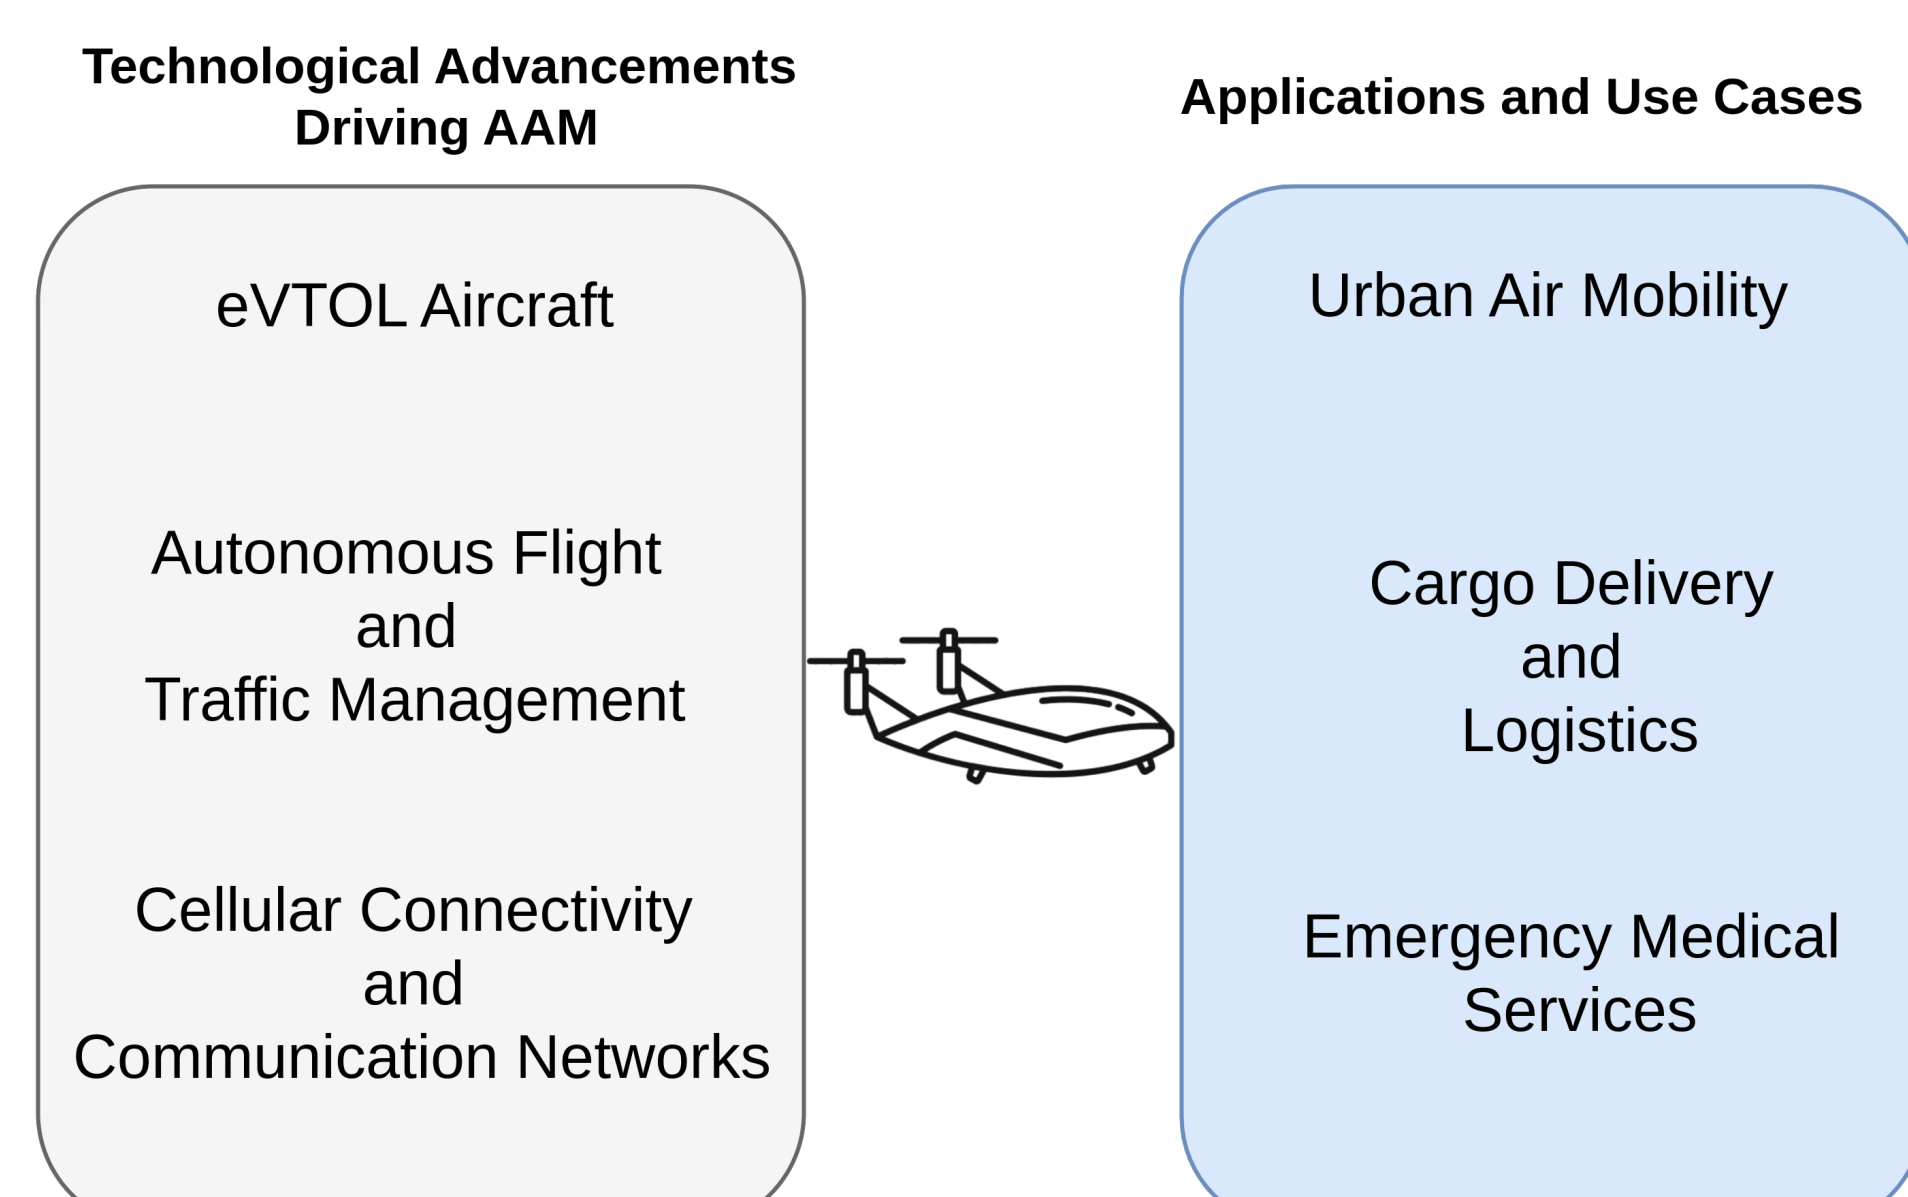 Technological Advancements
Driving AAM
eVTOL Aircraft
Autonomous Flight
and
Traffic Management
Cellular Connectivity
and
Communication Networks
Applications and Use Cases
Urban Air Mobility
Cargo Delivery
and
Logistics
Emergency Medical
Services